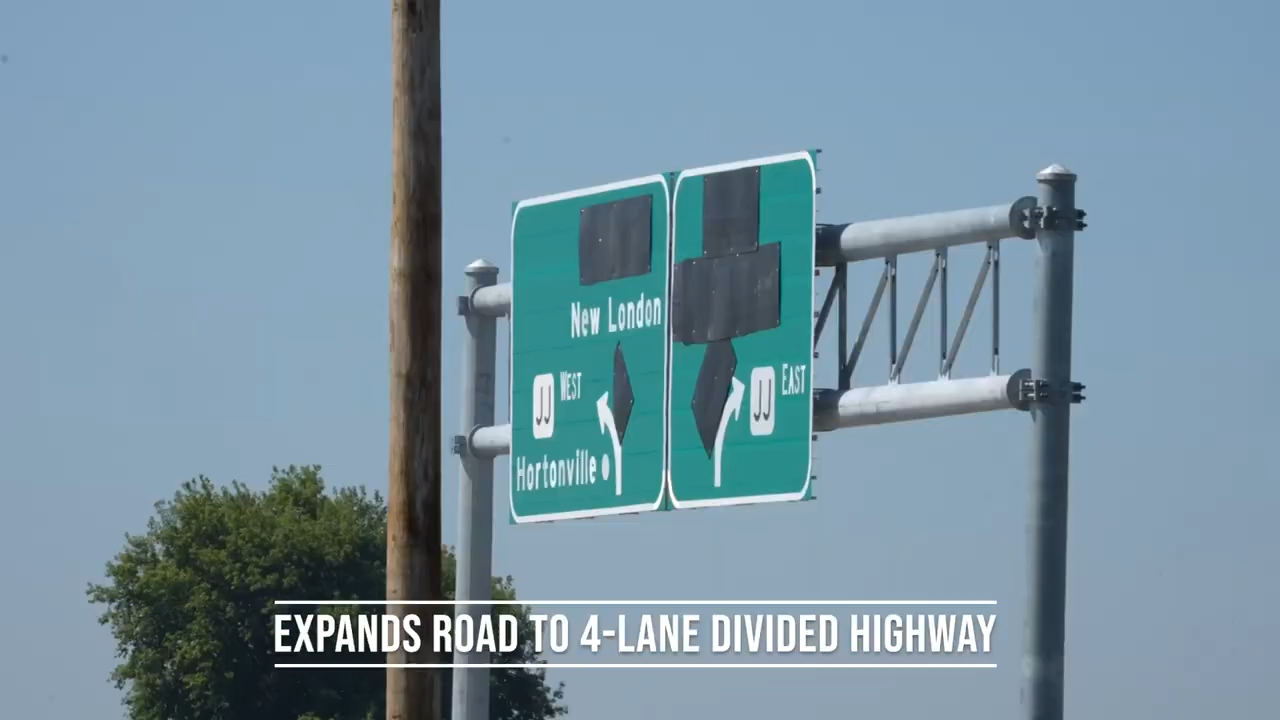 New London
JJ WEST
Hortonville
JJ EAST
EXPANDS ROAD TO 4-LANE DIVIDED HIGHWAY